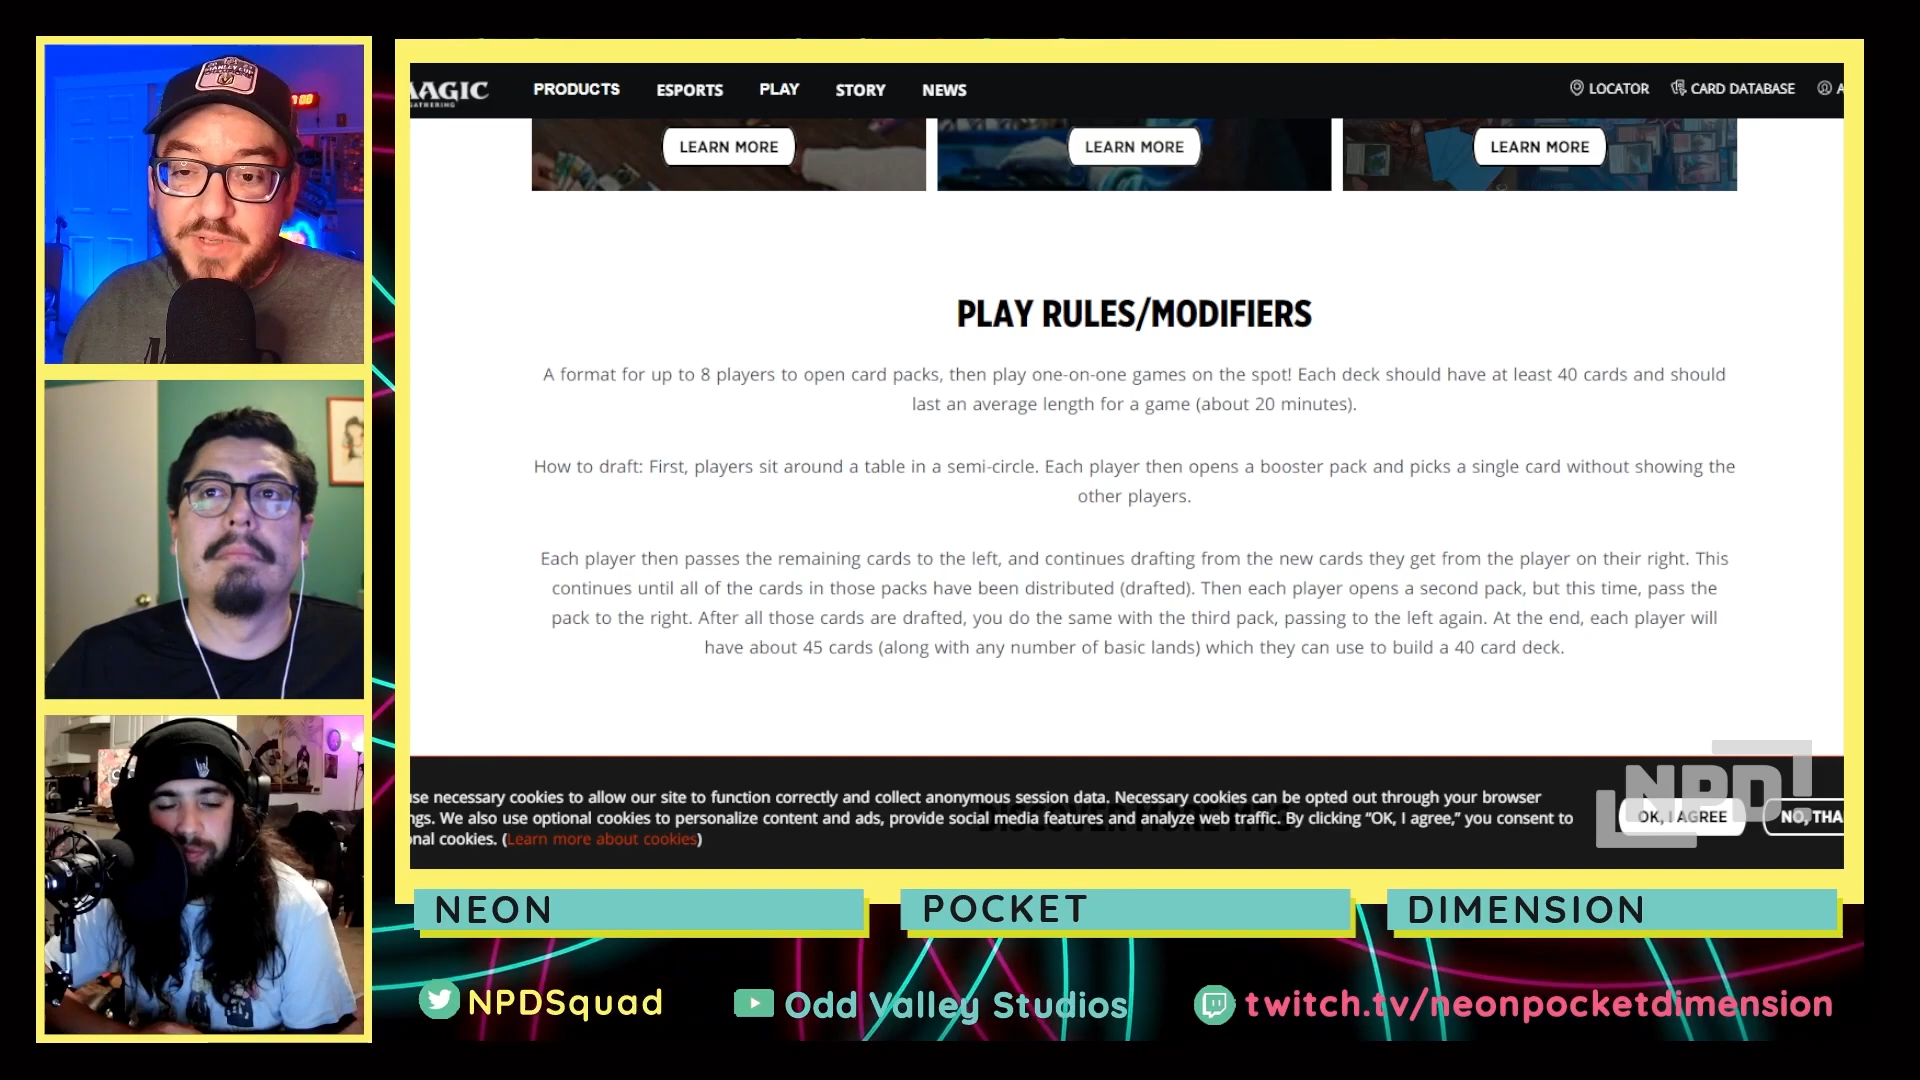 MAGIC
GATHERING
PRODUCTS
ESPORTS
PLAY
STORY
NEWS
LOCATOR
CARD DATABASE
LEARN MORE
LEARN MORE
LEARN MORE
PLAY RULES/MODIFIERS
A format for up to 8 players to open card packs, then play one-on-one games on the spot! Each deck should have at least 40 cards and should
last an average length for a game (about 20 minutes).
How to draft: First, players sit around a table in a semi-circle. Each player then opens a booster pack and picks a single card without showing the
other players.
Each player then passes the remaining cards to the left, and continues drafting from the new cards they get from the player on their right. This
continues until all of the cards in those packs have been distributed (drafted). Then each player opens a second pack, but this time, pass the
pack to the right. After all those cards are drafted, you do the same with the third pack, passing to the left again. At the end, each player will
have about 45 cards (along with any number of basic lands) which they can use to build a 40 card deck.
use necessary cookies to allow our site to function correctly and collect anonymous session data. Necessary cookies can be opted out through your browser
ngs. We also use optional cookies to personalize content and ads, provide social media features and analyze web traffic. By clicking “OK, I agree,” you consent to
onal cookies. (Learn more about cookies)
DISCOVER MORE MTG
OK, I AGREE
NO, THA
NPD!
NEON
POCKET
DIMENSION
NPDSquad
Odd Valley Studios
twitch.tv/neonpocketdimension